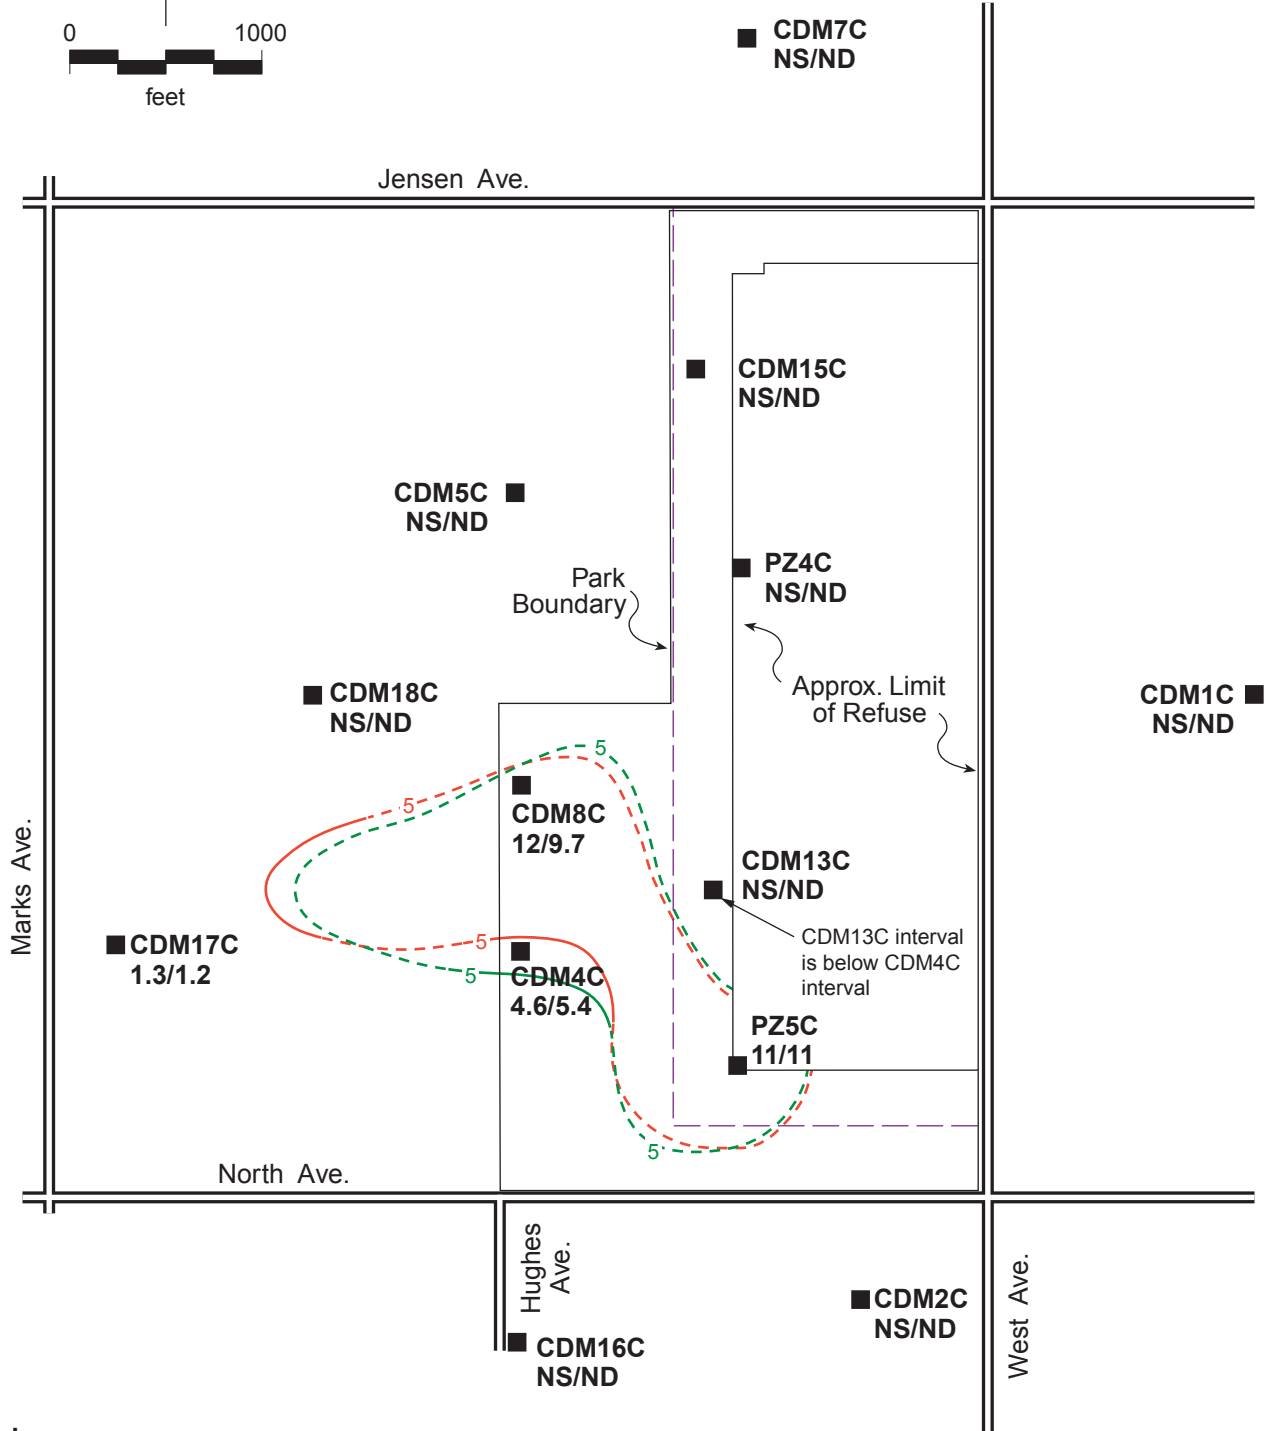 0 1000
feet
CDM7C
NS/ND
Jensen Ave.
CDM15C
NS/ND
CDM5C
NS/ND
PZ4C
NS/ND
Park
Boundary
Approx. Limit
of Refuse
CDM18C
NS/ND
CDM1C
NS/ND
5
5
CDM8C
12/9.7
Marks Ave.
CDM13C
NS/ND
CDM13C interval
is below CDM4C
interval
CDM17C
1.3/1.2
5
5
CDM4C
4.6/5.4
PZ5C
11/11
5
North Ave.
Hughes
Ave.
West Ave.
CDM2C
NS/ND
CDM16C
NS/ND